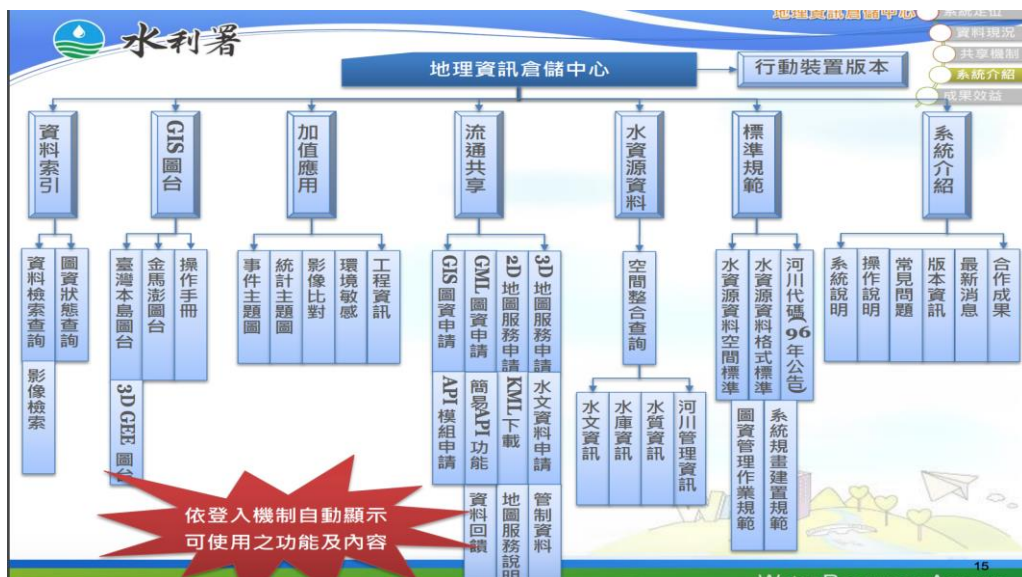 地理資訊倉儲中心
系統定位
資料現況
共享機制
系統介紹
成果效益
水利署
地理資訊倉儲中心
行動裝置版本
資料索引
GIS圖台
加值應用
流通共享
水資源資料
標準規範
系統介紹
資料檢索查詢
圖資狀態查詢
影像檢索
臺灣本島圖台
金馬澎圖台
操作手冊
3D GEE 圖台
事件主題圖
統計主題圖
影像比對
環境敏感
工程資訊
GIS圖資申請
GML圖資申請
2D地圖服務申請
3D地圖服務申請
API模組申請
簡易API功能
KML下載
水文資料申請
資料回饋
地圖服務說明
管制資料
空間整合查詢
水文資訊
水庫資訊
水質資訊
河川管理資訊
水資源資料空間標準
水資源資料格式標準
河川代碼(96年公告)
圖資管理作業規範
系統規畫建置規範
系統說明
操作說明
常見問題
版本資訊
最新消息
合作成果
依登入機制自動顯示
可使用之功能及內容
15